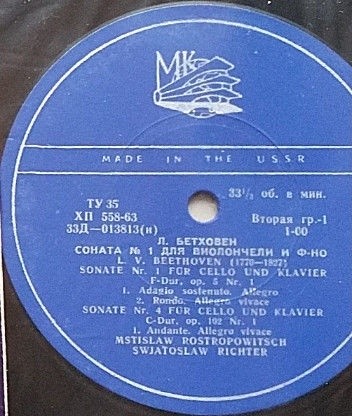 МК
MADE IN THE USSR
33⅓ об. в мин.
ТУ 35
ХП 558-63
33Д—013813(и)
Вторая гр.-1
1-00
Л. БЕТХОВЕН
СОНАТА № 1 ДЛЯ ВИОЛОНЧЕЛИ И Ф-НО
L. V. BEETHOVEN (1770—1827)
SONATE Nr. 1 FÜR CELLO UND KLAVIER
F-Dur, op. 5 Nr. 1
1. Adagio sostenuto. Allegro
2. Rondo. Allegro vivace
SONATE Nr. 4 FÜR CELLO UND KLAVIER
C-Dur, op. 102 Nr. 1
1. Andante. Allegro vivace
MSTISLAW ROSTROPOWITSCH
SWJATOSLAW RICHTER